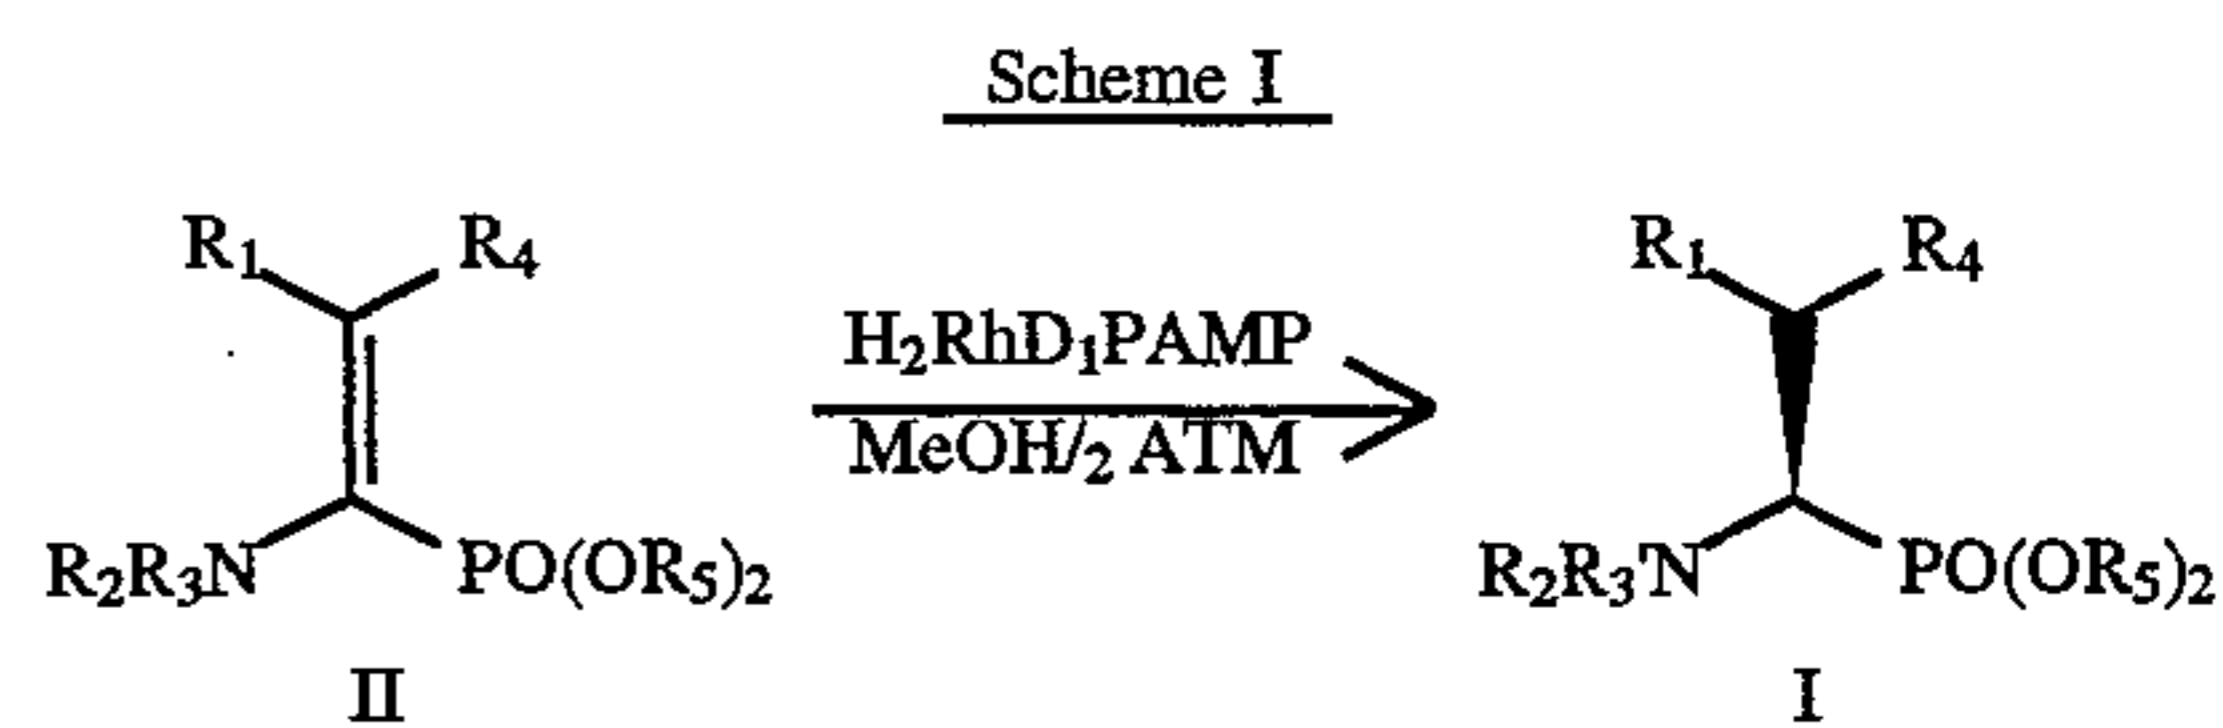 Scheme I
R₁ R₄ R₁ R₄
H₂RhD₁PAMP
MeOH/₂ ATM
R₂R₃N PO(OR₅)₂ R₂R₃N PO(OR₅)₂
II I